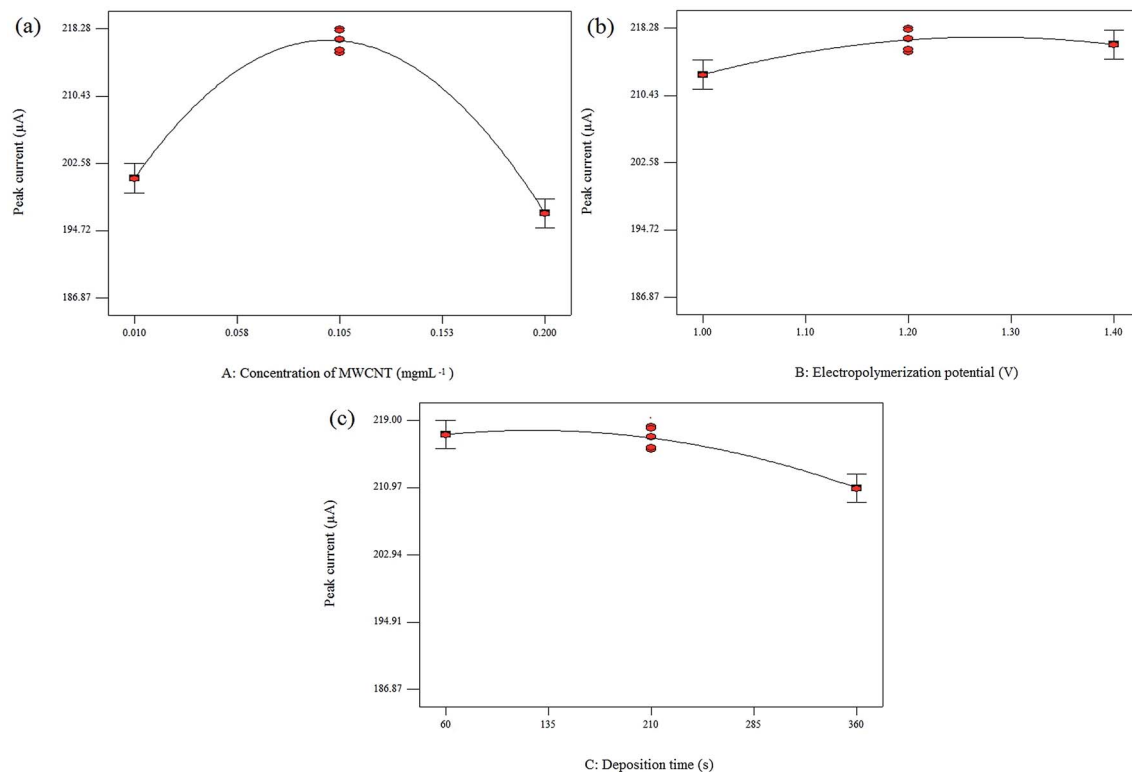 (a)
Peak current (µA)
218.28
210.43
202.58
194.72
186.87
0.010 0.058 0.105 0.153 0.200
A: Concentration of MWCNT (mgmL⁻¹)
(b)
Peak current (µA)
218.28
210.43
202.58
194.72
186.87
1.00 1.10 1.20 1.30 1.40
B: Electropolymerization potential (V)
(c)
Peak current (µA)
219.00
210.97
202.94
194.91
186.87
60 135 210 285 360
C: Deposition time (s)